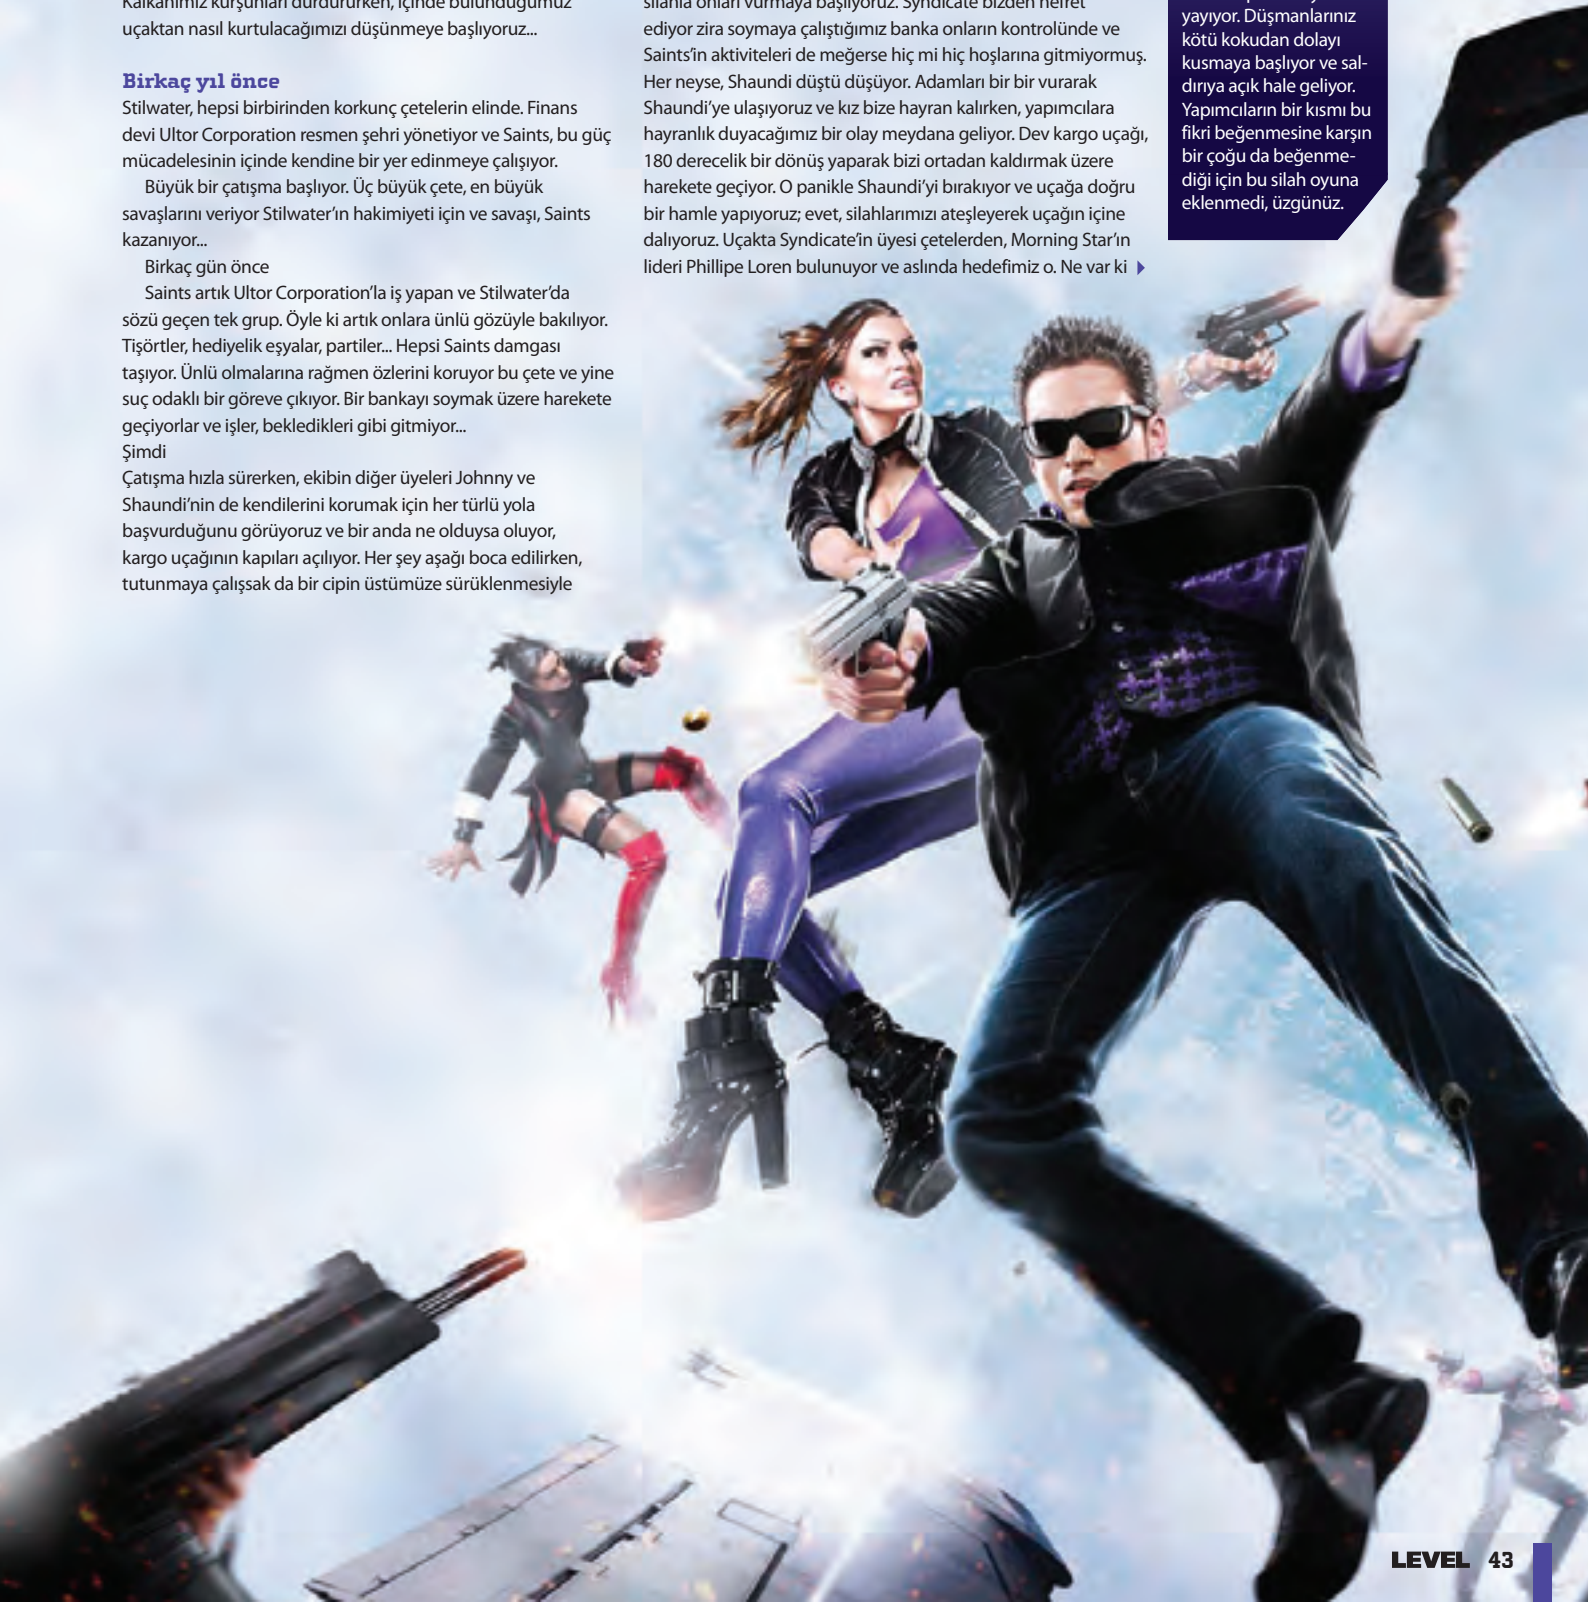 Kalkanımız kurşunları durdururken, içinde bulunduğumuz
uçaktan nasıl kurtulacağımızı düşünmeye başlıyoruz...
Birkaç yıl önce
Stilwater, hepsi birbirinden korkunç çetelerin elinde. Finans
devi Ultor Corporation resmen şehri yönetiyor ve Saints, bu güç
mücadelesinin içinde kendine bir yer edinmeye çalışıyor.
Büyük bir çatışma başlıyor. Üç büyük çete, en büyük
savaşlarını veriyor Stilwater’ın hakimiyeti için ve savaşı, Saints
kazanıyor...
Birkaç gün önce
Saints artık Ultor Corporation’la iş yapan ve Stilwater’da
sözü geçen tek grup. Öyle ki artık onlara ünlü gözüyle bakılıyor.
Tişörtler, hediyelik eşyalar, partiler... Hepsi Saints damgası
taşıyor. Ünlü olmalarına rağmen özlerini koruyor bu çete ve yine
suç odaklı bir göreve çıkıyor. Bir bankayı soymak üzere harekete
geçiyorlar ve işler, bekledikleri gibi gitmiyor...
Şimdi
Çatışma hızla sürerken, ekibin diğer üyeleri Johnny ve
Shaundi’nin de kendilerini korumak için her türlü yola
başvurduğunu görüyoruz ve bir anda ne olduysa oluyor,
kargo uçağının kapıları açılıyor. Her şey aşağı boca edilirken,
tutunmaya çalışsak da bir cipin üstümüze sürüklenmesiyle
silahla onları vurmaya başlıyoruz. Syndicate bizden nefret
ediyor zira soymaya çalıştığımız banka onların kontrolünde ve
Saints’in aktiviteleri de meğerse hiç mi hiç hoşlarına gitmiyormuş.
Her neyse, Shaundi düştü düşüyor. Adamları bir bir vurarak
Shaundi’ye ulaşıyoruz ve kız bize hayran kalırken, yapımcılara
hayranlık duyacağımız bir olay meydana geliyor. Dev kargo uçağı,
180 derecelik bir dönüş yaparak bizi ortadan kaldırmak üzere
harekete geçiyor. O panikle Shaundi’yi bırakıyor ve uçağa doğru
bir hamle yapıyoruz; evet, silahlarımızı ateşleyerek uçağın içine
dalıyoruz. Uçakta Syndicate’in üyesi çetelerden, Morning Star’ın
lideri Phillipe Loren bulunuyor ve aslında hedefimiz o. Ne var ki
yayıyor. Düşmanlarınız
kötü kokudan dolayı
kusmaya başlıyor ve sal-
dırıya açık hale geliyor.
Yapımcıların bir kısmı bu
fikri beğenmesine karşın
bir çoğu da beğenme-
diği için bu silah oyuna
eklenmedi, üzgünüz.
LEVEL 43